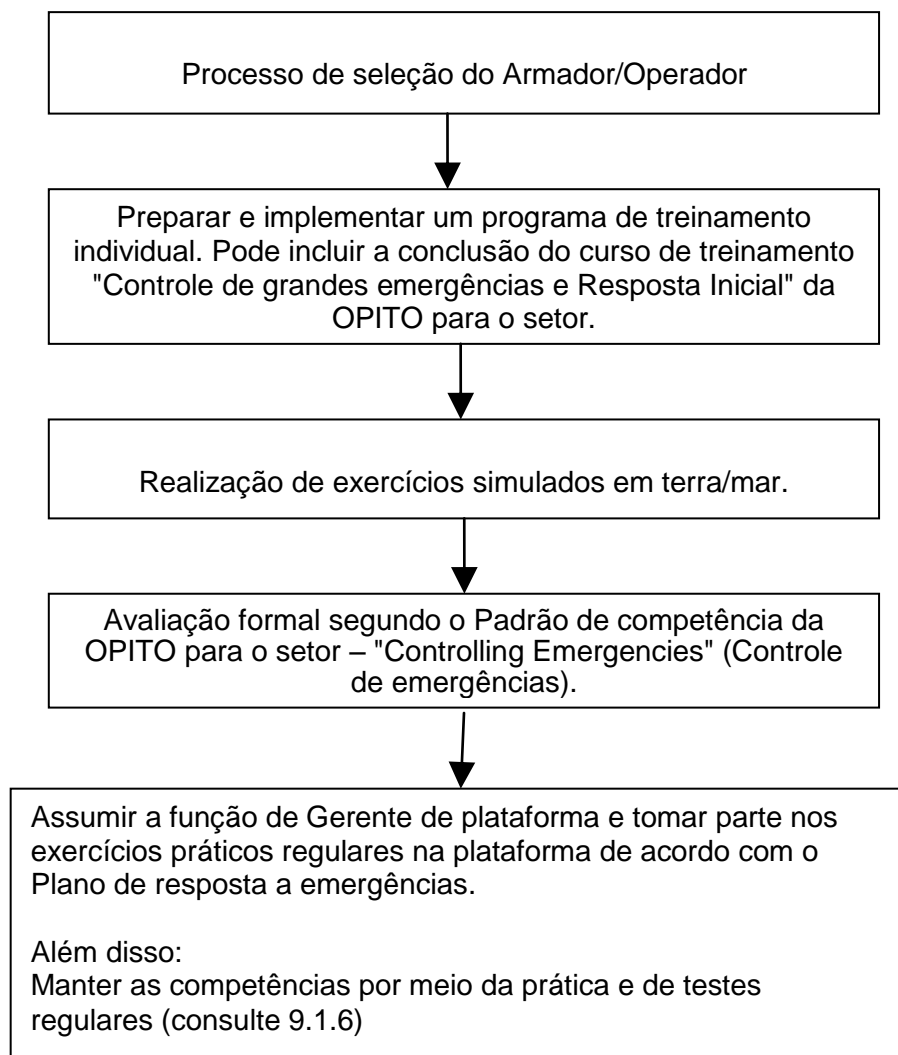 Processo de seleção do Armador/Operador
Preparar e implementar um programa de treinamento
individual. Pode incluir a conclusão do curso de treinamento
"Controle de grandes emergências e Resposta Inicial" da
OPITO para o setor.
Realização de exercícios simulados em terra/mar.
Avaliação formal segundo o Padrão de competência da
OPITO para o setor – "Controlling Emergencies" (Controle
de emergências).
Assumir a função de Gerente de plataforma e tomar parte nos
exercícios práticos regulares na plataforma de acordo com o
Plano de resposta a emergências.
Além disso:
Manter as competências por meio da prática e de testes
regulares (consulte 9.1.6)